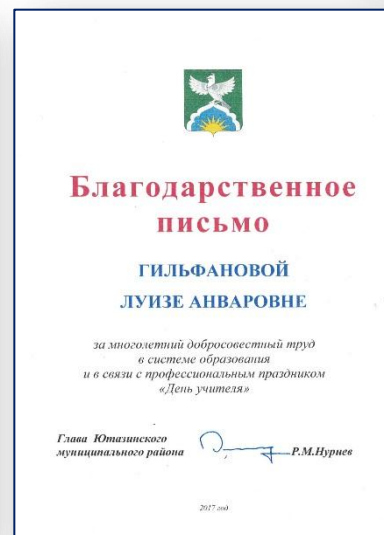 Благодарственное
письмо
ГИЛЬФАНОВОЙ
ЛУИЗЕ АНВАРОВНЕ
за многолетний добросовестный труд
в системе образования
и в связи с профессиональным праздником
«День учителя»
Глава Ютазинского
муниципального района Р.М.Нуриев
2017 год